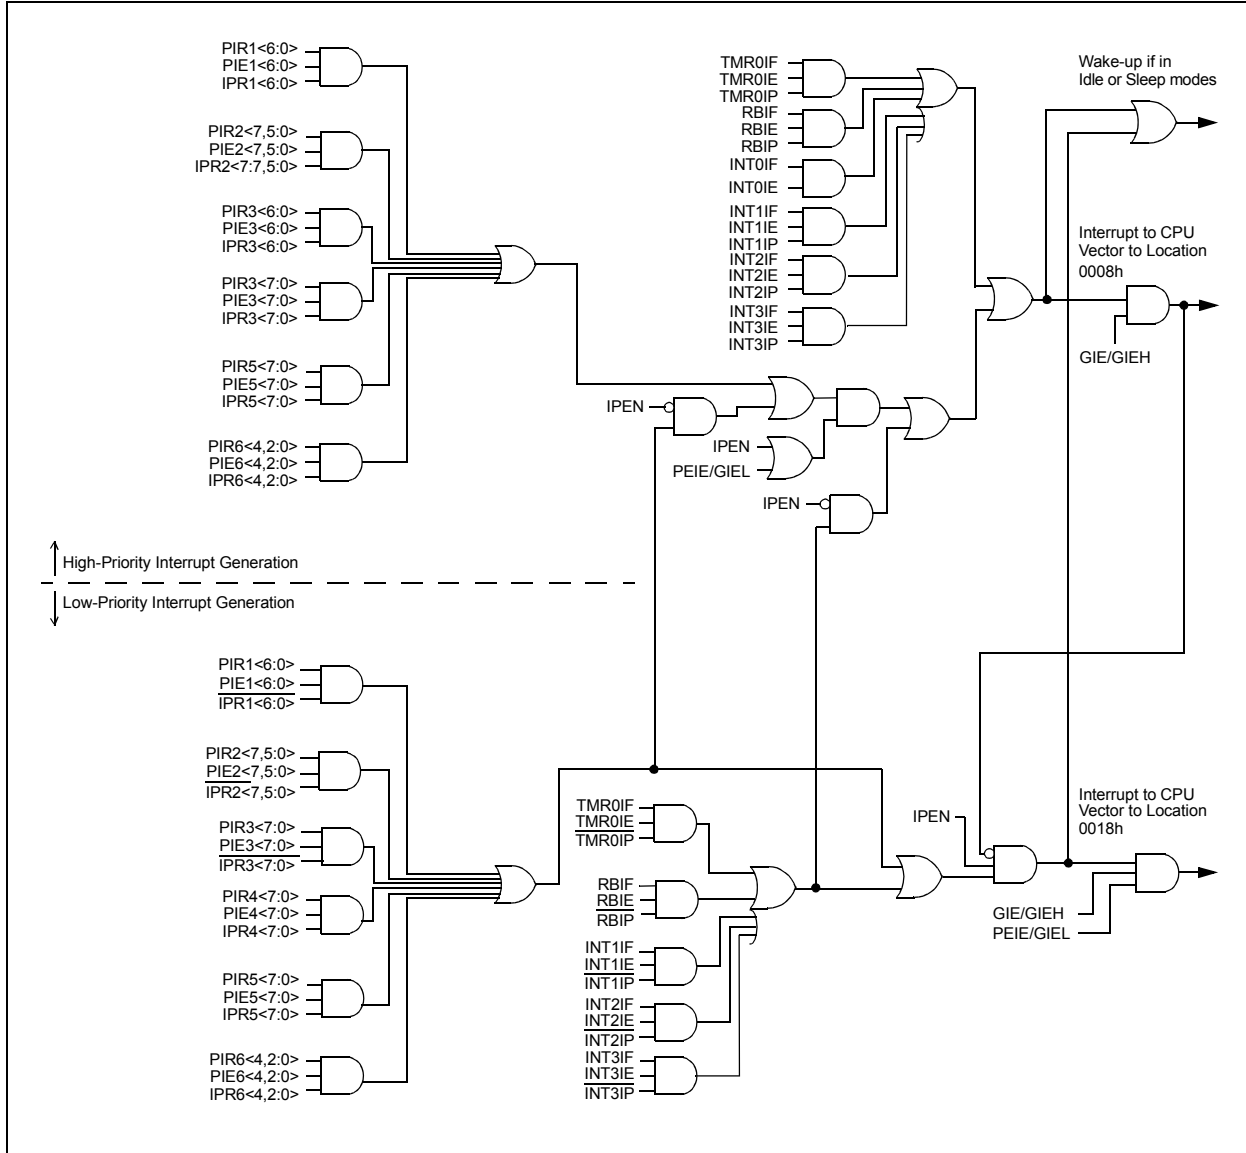 PIR1<6:0>
PIE1<6:0>
IPR1<6:0>
PIR2<7,5:0>
PIE2<7,5:0>
IPR2<7:7,5:0>
PIR3<6:0>
PIE3<6:0>
IPR3<6:0>
PIR3<7:0>
PIE3<7:0>
IPR3<7:0>
PIR5<7:0>
PIE5<7:0>
IPR5<7:0>
PIR6<4,2:0>
PIE6<4,2:0>
IPR6<4,2:0>
TMR0IF
TMR0IE
TMR0IP
RBIF
RBIE
RBIP
INT0IF
INT0IE
INT1IF
INT1IE
INT1IP
INT2IF
INT2IE
INT2IP
INT3IF
INT3IE
INT3IP
Wake-up if in
Idle or Sleep modes
Interrupt to CPU
Vector to Location
0008h
GIE/GIEH
IPEN
IPEN
PEIE/GIEL
IPEN
High-Priority Interrupt Generation
Low-Priority Interrupt Generation
PIR1<6:0>
PIE1<6:0>
IPR1<6:0>
PIR2<7,5:0>
PIE2<7,5:0>
IPR2<7,5:0>
PIR3<7:0>
PIE3<7:0>
IPR3<7:0>
PIR4<7:0>
PIE4<7:0>
IPR4<7:0>
PIR5<7:0>
PIE5<7:0>
IPR5<7:0>
PIR6<4,2:0>
PIE6<4,2:0>
IPR6<4,2:0>
TMR0IF
TMR0IE
TMR0IP
RBIF
RBIE
RBIP
INT1IF
INT1IE
INT1IP
INT2IF
INT2IE
INT2IP
INT3IF
INT3IE
INT3IP
IPEN
Interrupt to CPU
Vector to Location
0018h
GIE/GIEH
PEIE/GIEL